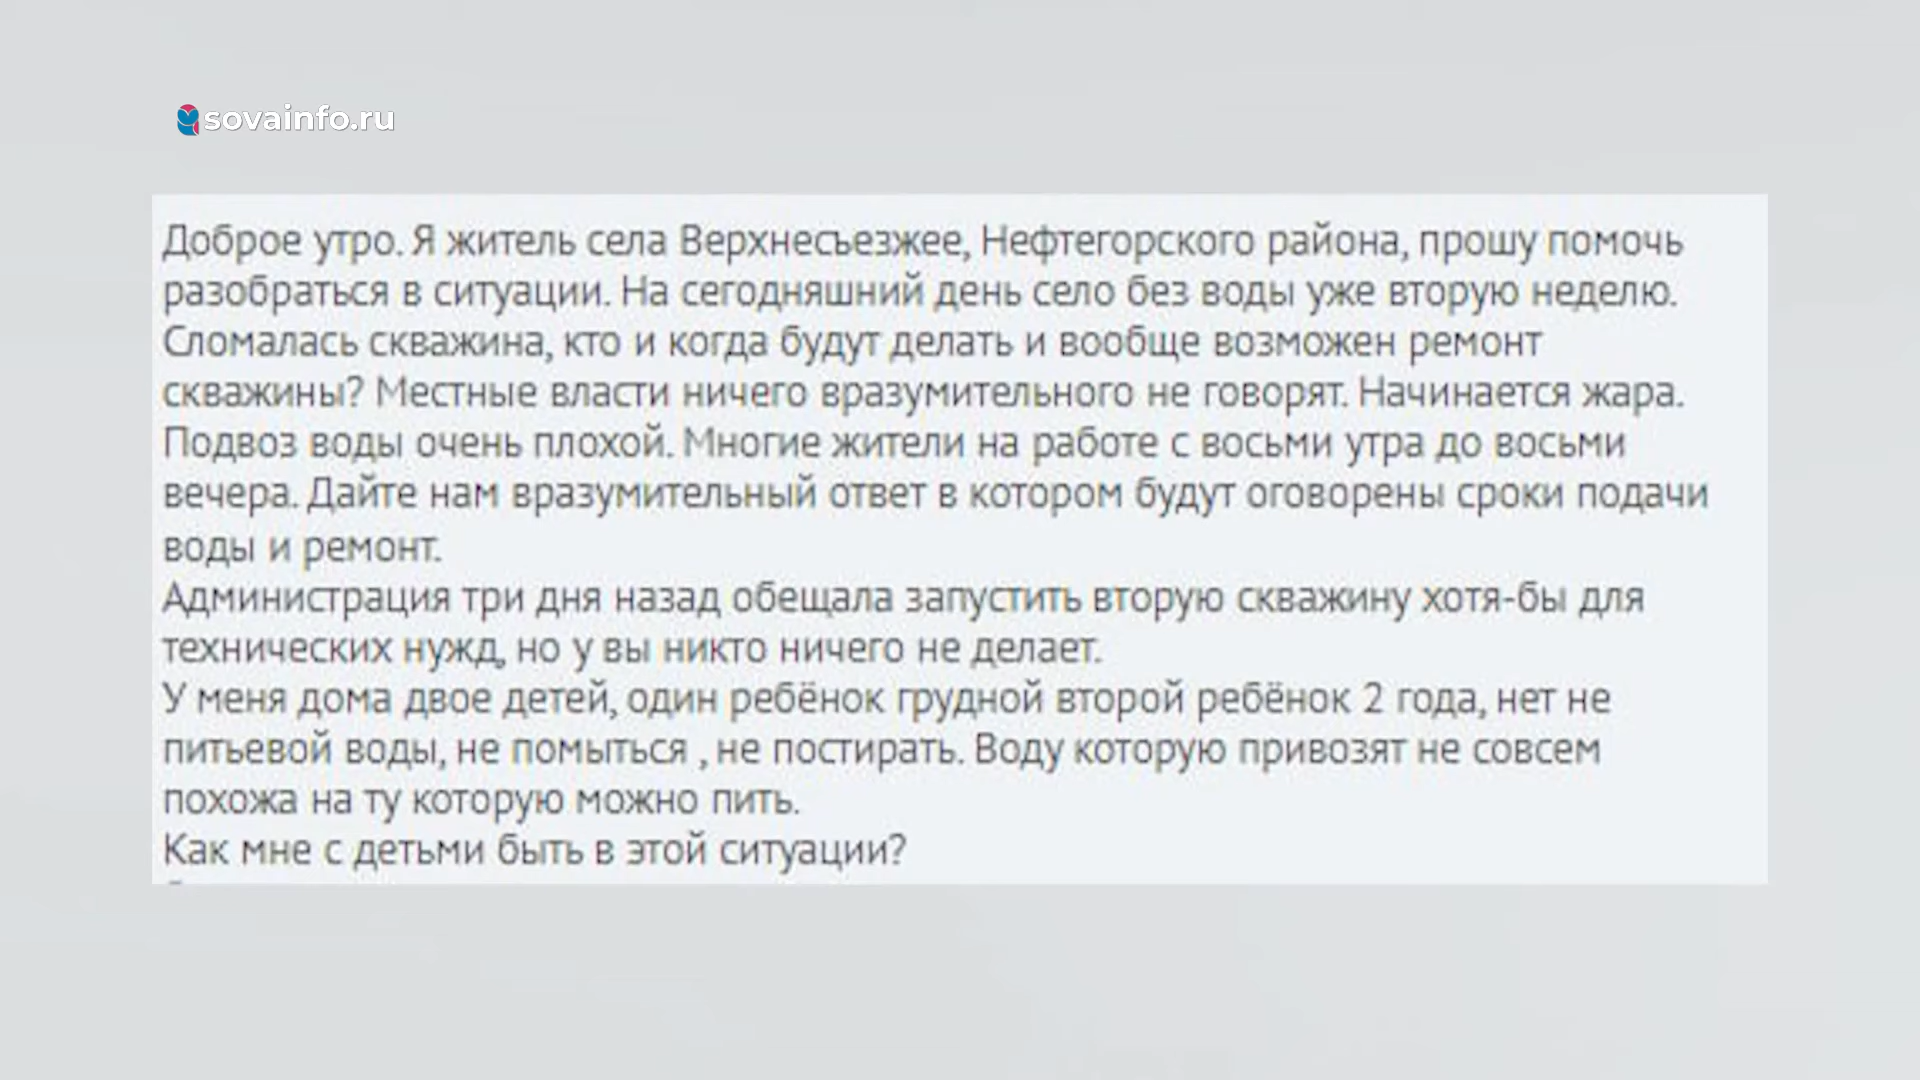 sovainfo.ru
Доброе утро. Я житель села Верхнесъезжее, Нефтегорского района, прошу помочь
разобраться в ситуации. На сегодняшний день село без воды уже вторую неделю.
Сломалась скважина, кто и когда будут делать и вообще возможен ремонт
скважины? Местные власти ничего вразумительного не говорят. Начинается жара.
Подвоз воды очень плохой. Многие жители на работе с восьми утра до восьми
вечера. Дайте нам вразумительный ответ в котором будут оговорены сроки подачи
воды и ремонт.
Администрация три дня назад обещала запустить вторую скважину хотя-бы для
технических нужд, но у вы никто ничего не делает.
У меня дома двое детей, один ребёнок грудной второй ребёнок 2 года, нет не
питьевой воды, не помыться , не постирать. Воду которую привозят не совсем
похожа на ту которую можно пить.
Как мне с детьми быть в этой ситуации?